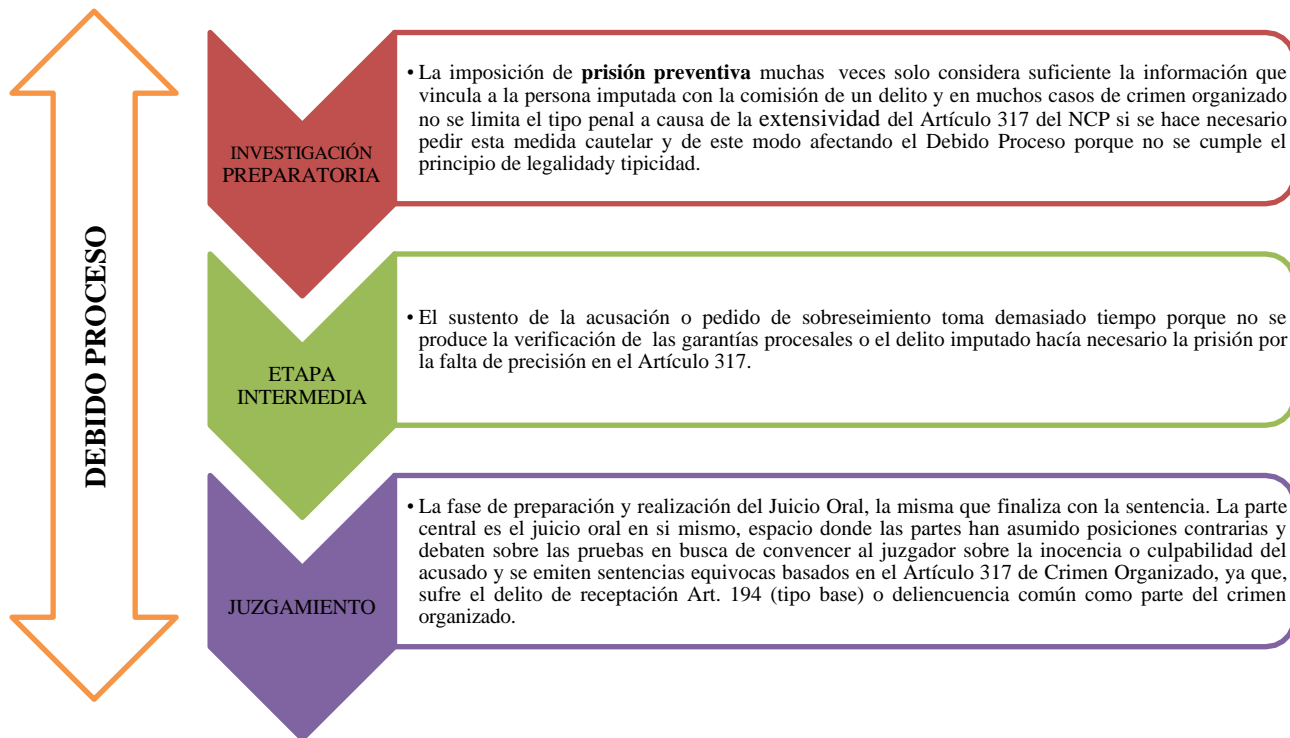 DEBIDO PROCESO
INVESTIGACIÓN
PREPARATORIA
• La imposición de prisión preventiva muchas veces solo considera suficiente la información que
vincula a la persona imputada con la comisión de un delito y en muchos casos de crimen organizado
no se limita el tipo penal a causa de la extensividad del Artículo 317 del NCP si se hace necesario
pedir esta medida cautelar y de este modo afectando el Debido Proceso porque no se cumple el
principio de legalidady tipicidad.
ETAPA
INTERMEDIA
• El sustento de la acusación o pedido de sobreseimiento toma demasiado tiempo porque no se
produce la verificación de las garantías procesales o el delito imputado hacía necesario la prisión por
la falta de precisión en el Artículo 317.
JUZGAMIENTO
• La fase de preparación y realización del Juicio Oral, la misma que finaliza con la sentencia. La parte
central es el juicio oral en si mismo, espacio donde las partes han asumido posiciones contrarias y
debaten sobre las pruebas en busca de convencer al juzgador sobre la inocencia o culpabilidad del
acusado y se emiten sentencias equivocas basados en el Artículo 317 de Crimen Organizado, ya que,
sufre el delito de receptación Art. 194 (tipo base) o deliencuencia común como parte del crimen
organizado.